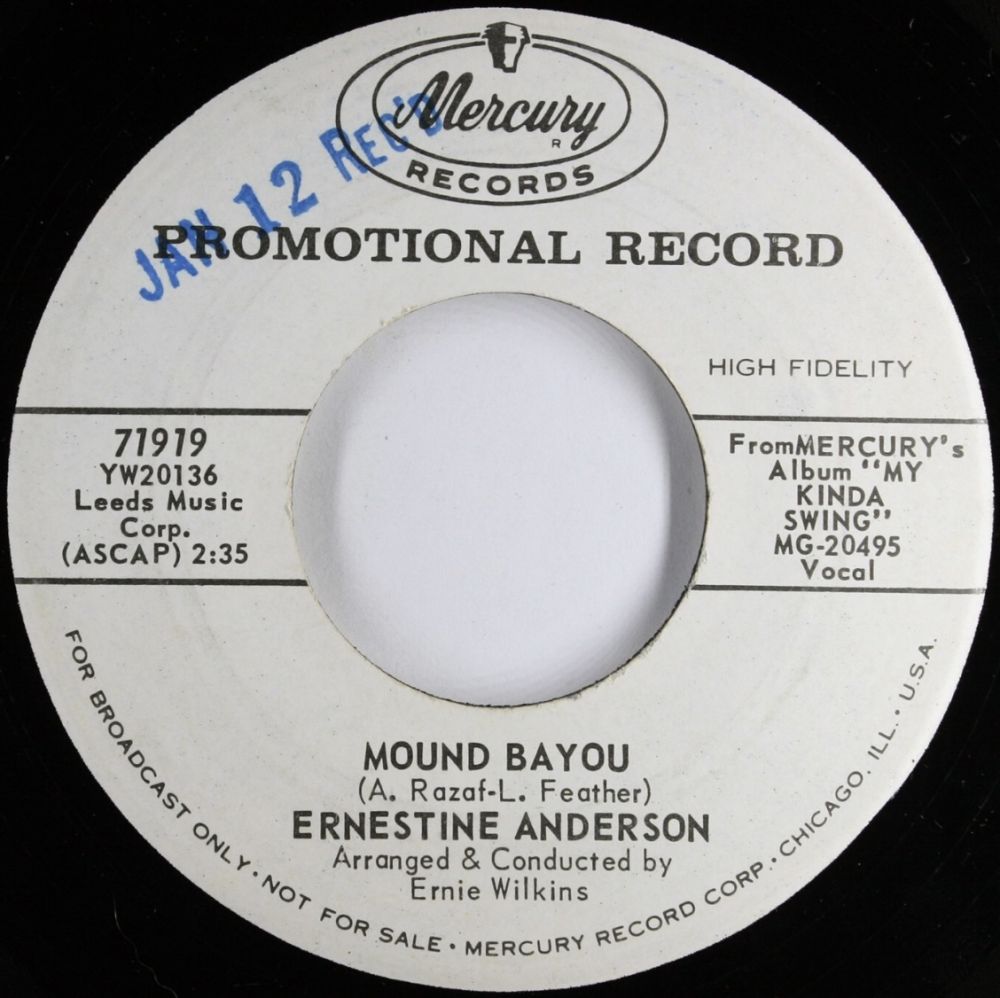 Mercury
R
RECORDS
JAN 12 REC'D
PROMOTIONAL RECORD
HIGH FIDELITY
71919
YW20136
Leeds Music
Corp.
(ASCAP) 2:35
FromMERCURY's
Album "MY
KINDA
SWING"
MG-20495
Vocal
MOUND BAYOU
(A. Razaf-L. Feather)
ERNESTINE ANDERSON
Arranged & Conducted by
Ernie Wilkins
FOR BROADCAST ONLY • NOT FOR SALE • MERCURY RECORD CORP. • CHICAGO, ILL. • U.S.A.